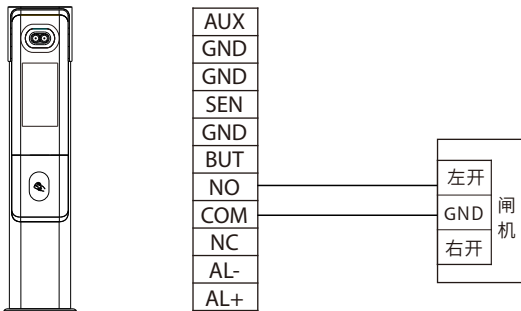 AUX
GND
GND
SEN
GND
BUT
NO
COM
NC
AL-
AL+
左开
GND
右开
闸机